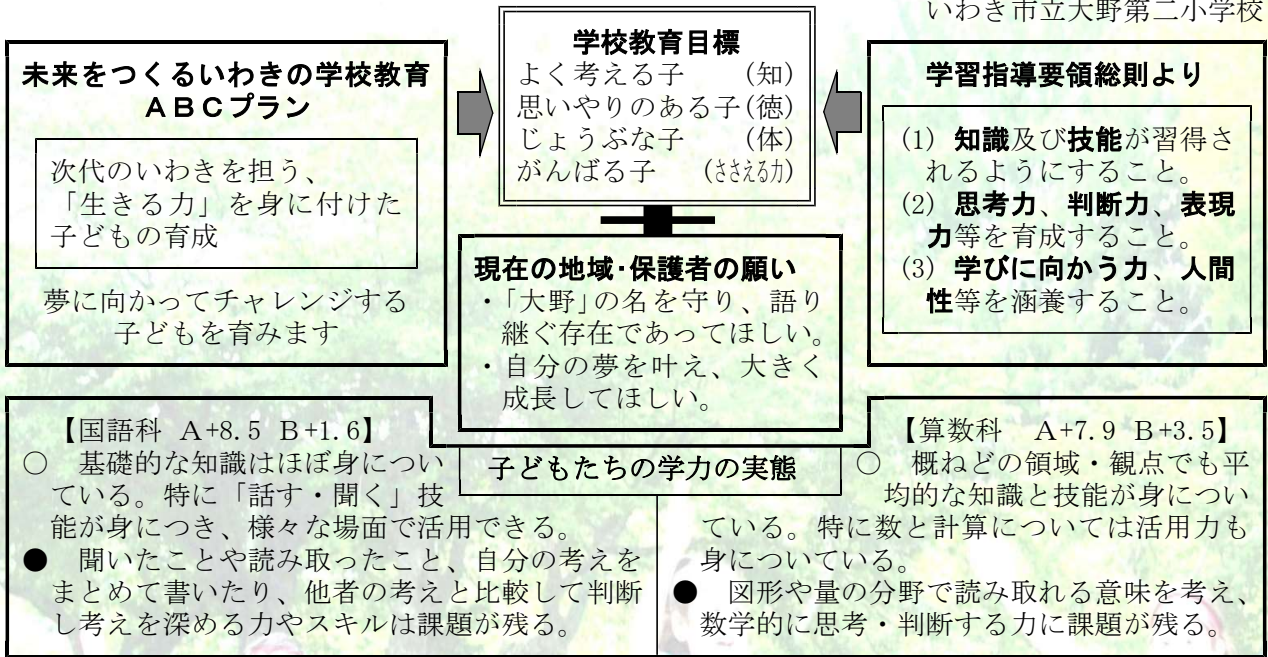 いわき市立大野第二小学校
未来をつくるいわきの学校教育
ABCプラン
次代のいわきを担う、
「生きる力」を身に付けた
子どもの育成
夢に向かってチャレンジする
子どもを育みます
学校教育目標
よく考える子 (知)
思いやりのある子(徳)
じょうぶな子 (体)
がんばる子 (ささえる力)
学習指導要領総則より
(1) 知識及び技能が習得さ
れるようにすること。
(2) 思考力、判断力、表現
力等を育成すること。
(3) 学びに向かう力、人間
性等を涵養すること。
現在の地域・保護者の願い
・「大野」の名を守り、語り
継ぐ存在であってほしい。
・自分の夢を叶え、大きく
成長してほしい。
子どもたちの学力の実態
【国語科 A+8.5 B+1.6】
○ 基礎的な知識はほぼ身につい
ている。特に「話す・聞く」技
能が身につき、様々な場面で活用できる。
● 聞いたことや読み取ったこと、自分の考えを
まとめて書いたり、他者の考えと比較して判断
し考えを深める力やスキルは課題が残る。
【算数科 A+7.9 B+3.5】
○ 概ねどの領域・観点でも平
均的な知識と技能が身につい
ている。特に数と計算については活用力も
身についている。
● 図形や量の分野で読み取れる意味を考え、
数学的に思考・判断する力に課題が残る。